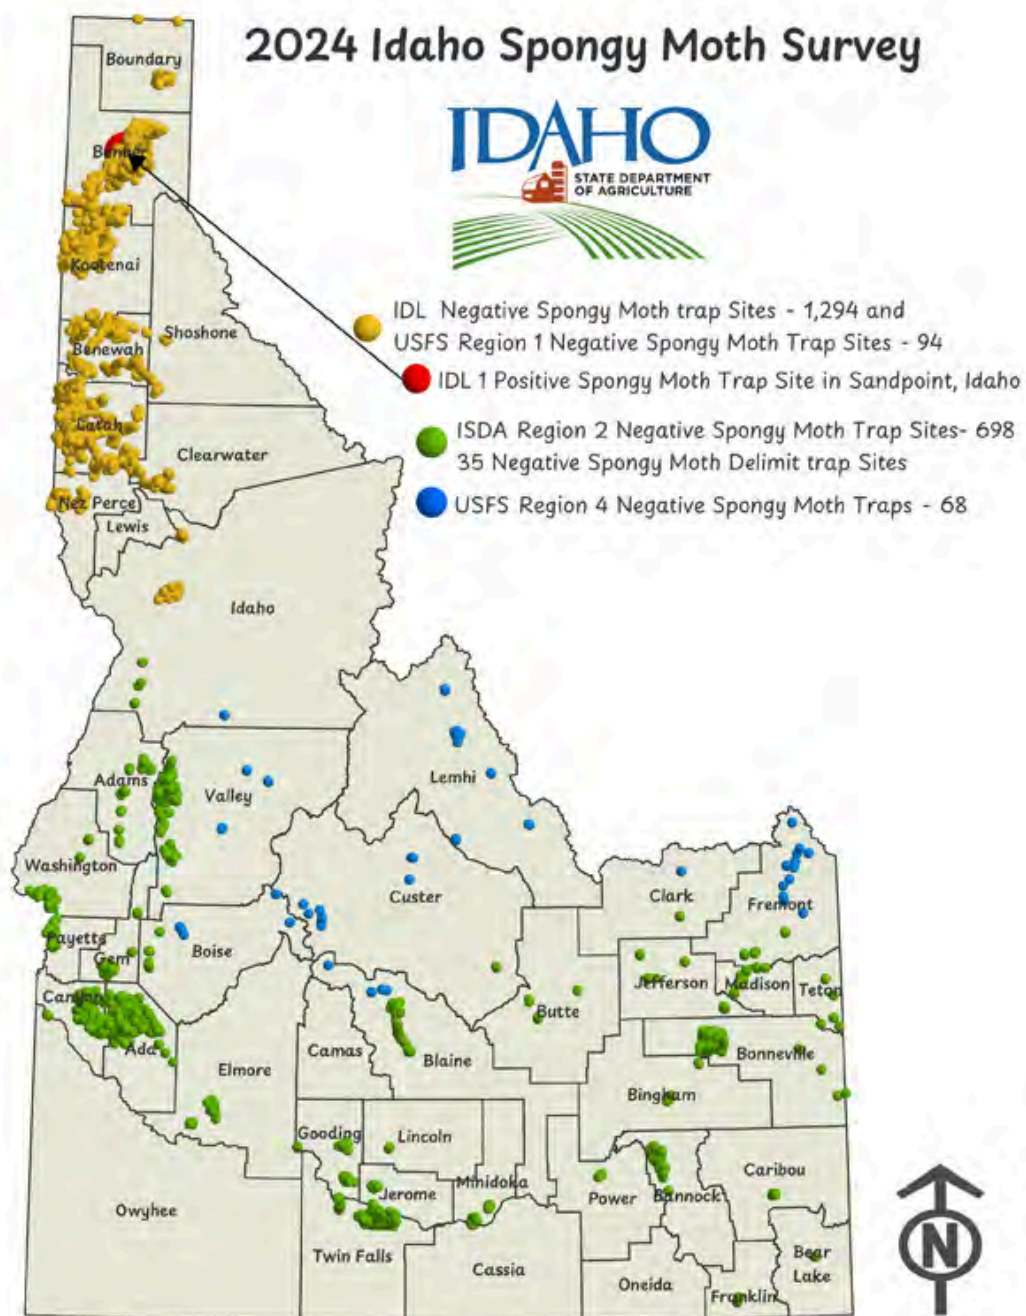 2024 Idaho Spongy Moth Survey
IDAHO
STATE DEPARTMENT
OF AGRICULTURE
Boundary
Bonner
Kootenai
IDL Negative Spongy Moth trap Sites - 1,294 and
USFS Region 1 Negative Spongy Moth Trap Sites - 94
Shoshone
Benewah
IDL 1 Positive Spongy Moth Trap Site in Sandpoint, Idaho
Latah
ISDA Region 2 Negative Spongy Moth Trap Sites- 698
35 Negative Spongy Moth Delimit trap Sites
Clearwater
USFS Region 4 Negative Spongy Moth Traps - 68
Nez Perce
Lewis
Idaho
Adams
Lemhi
Valley
Washington
Custer
Clark
Fremont
Payette
Gem
Boise
Jefferson
Madison
Teton
Canyon
Butte
Ada
Camas
Blaine
Bonneville
Elmore
Bingham
Gooding
Lincoln
Caribou
Minidoka
Jerome
Power
Bannock
Owyhee
Twin Falls
Bear
Lake
Cassia
Oneida
Franklin
N